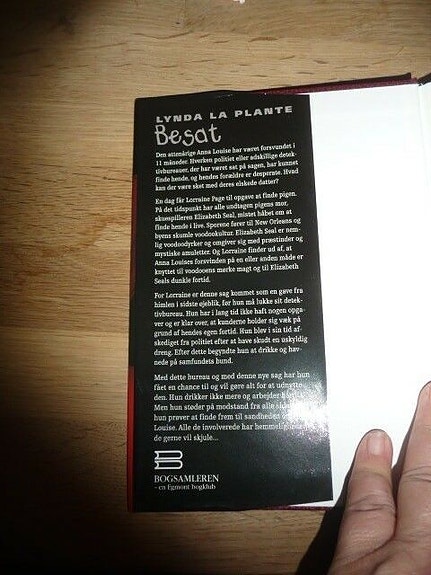 LYNDA LA PLANTE
Besat
Den attenårige Anna Louise har været forsvundet i
11 måneder. Hverken politiet eller adskillige detek-
tivbureauer, der har været sat på sagen, har kunnet
finde hende, og hendes forældre er desperate. Hvad
kan der være sket med deres elskede datter?
En dag får Lorraine Page til opgave at finde pigen.
På det tidspunkt har alle undtagen pigens mor,
skuespilleren Elizabeth Seal, mistet håbet om at
finde hende i live. Sporene fører til New Orleans og
byens skumle voodookultur. Elizabeth Seal er nem-
lig voodoodyrker og omgiver sig med præstinder og
mystiske amuletter. Og Lorraine finder ud af, at
Anna Louises forsvinden på en eller anden måde er
knyttet til voodooens mørke magt og til Elizabeth
Seals dunkle fortid.
For Lorraine er denne sag kommet som en gave fra
himlen i sidste øjeblik, før hun må lukke sit detek-
tivbureau. Hun har i lang tid ikke haft nogen opga-
ver og er klar over, at kunderne holder sig væk på
grund af hendes egen fortid. Hun blev i sin tid af-
skediget fra politiet efter at have skudt en uskyldig
dreng. Efter dette begyndte hun at drikke og hav-
nede på samfundets bund.
Med dette bureau og med denne nye sag har hun
fået en chance til og vil gøre alt for at udnytte
den. Hun drikker ikke mere og arbejder
Men hun støder på modstand fra alle
hun prøver at finde frem til sandheden
Louise. Alle de involverede har hemmeligh
de gerne vil skjule...
BOGSAMLEREN
- en Egmont bogklub